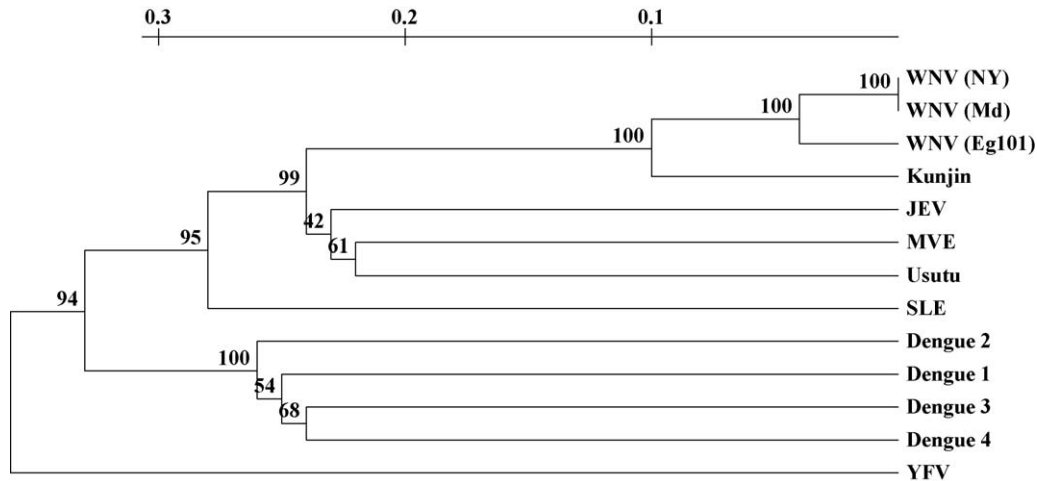 0.3 0.2 0.1
100 WNV (NY)
100 WNV (Md)
100 WNV (Eg101)
Kunjin
99
42 JEV
95 61 MVE
Usutu
94 SLE
100 Dengue 2
54 Dengue 1
68 Dengue 3
Dengue 4
YFV